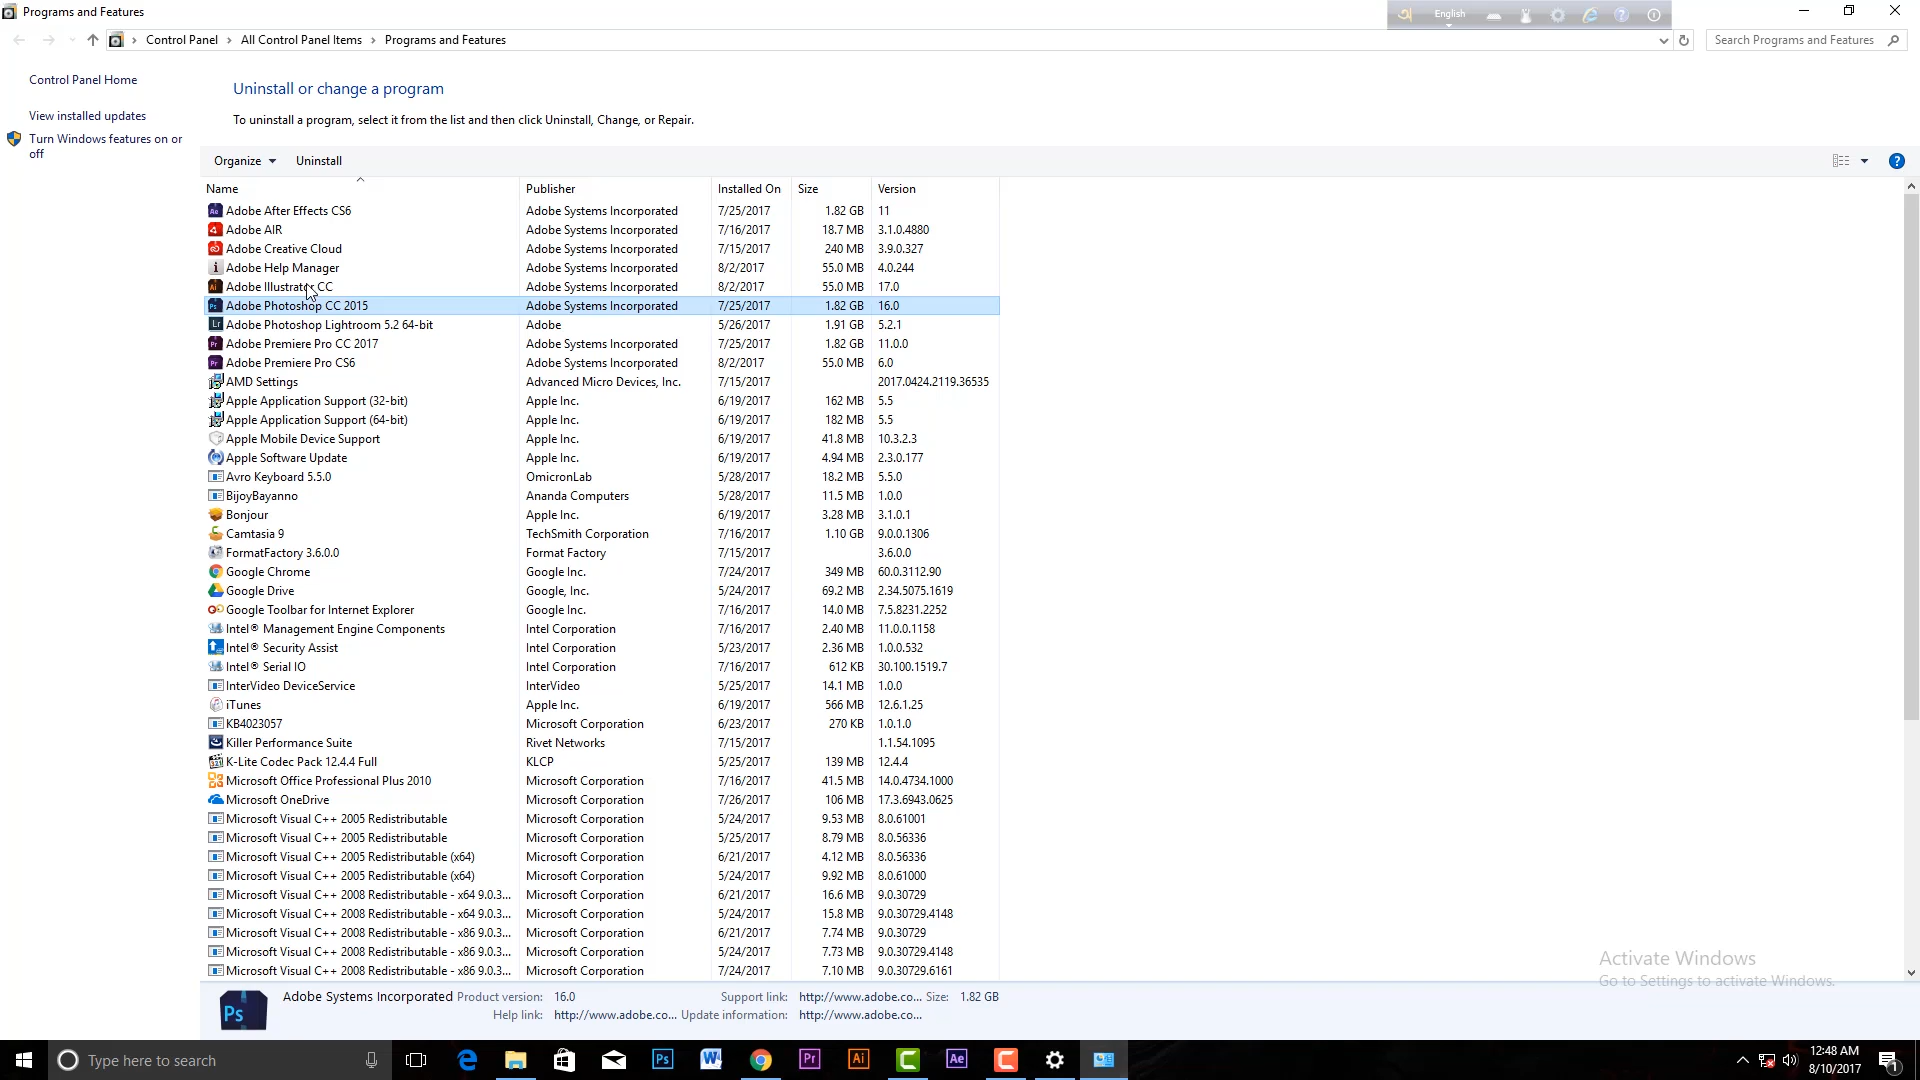 Programs and Features
English
Control Panel > All Control Panel Items > Programs and Features
Search Programs and Features
Control Panel Home
View installed updates
Turn Windows features on or
off
Uninstall or change a program
To uninstall a program, select it from the list and then click Uninstall, Change, or Repair.
Organize Uninstall
Name Publisher Installed On Size Version
Adobe After Effects CS6 Adobe Systems Incorporated 7/25/2017 1.82 GB 11
Adobe AIR Adobe Systems Incorporated 7/16/2017 18.7 MB 3.1.0.4880
Adobe Creative Cloud Adobe Systems Incorporated 7/15/2017 240 MB 3.9.0.327
Adobe Help Manager Adobe Systems Incorporated 8/2/2017 55.0 MB 4.0.244
Adobe Illustrator CC Adobe Systems Incorporated 8/2/2017 55.0 MB 17.0
Adobe Photoshop CC 2015 Adobe Systems Incorporated 7/25/2017 1.82 GB 16.0
Adobe Photoshop Lightroom 5.2 64-bit Adobe 5/26/2017 1.91 GB 5.2.1
Adobe Premiere Pro CC 2017 Adobe Systems Incorporated 7/25/2017 1.82 GB 11.0.0
Adobe Premiere Pro CS6 Adobe Systems Incorporated 8/2/2017 55.0 MB 6.0
AMD Settings Advanced Micro Devices, Inc. 7/15/2017 2017.0424.2119.36535
Apple Application Support (32-bit) Apple Inc. 6/19/2017 162 MB 5.5
Apple Application Support (64-bit) Apple Inc. 6/19/2017 182 MB 5.5
Apple Mobile Device Support Apple Inc. 6/19/2017 41.8 MB 10.3.2.3
Apple Software Update Apple Inc. 6/19/2017 4.94 MB 2.3.0.177
Avro Keyboard 5.5.0 OmicronLab 5/28/2017 18.2 MB 5.5.0
BijoyBayanno Ananda Computers 5/28/2017 11.5 MB 1.0.0
Bonjour Apple Inc. 6/19/2017 3.28 MB 3.1.0.1
Camtasia 9 TechSmith Corporation 7/16/2017 1.10 GB 9.0.0.1306
FormatFactory 3.6.0.0 Format Factory 7/15/2017 3.6.0.0
Google Chrome Google Inc. 7/24/2017 349 MB 60.0.3112.90
Google Drive Google, Inc. 5/24/2017 69.2 MB 2.34.5075.1619
Google Toolbar for Internet Explorer Google Inc. 7/16/2017 14.0 MB 7.5.8231.2252
Intel® Management Engine Components Intel Corporation 7/16/2017 2.40 MB 11.0.0.1158
Intel® Security Assist Intel Corporation 5/23/2017 2.36 MB 1.0.0.532
Intel® Serial IO Intel Corporation 7/16/2017 612 KB 30.100.1519.7
InterVideo DeviceService InterVideo 5/25/2017 14.1 MB 1.0.0
iTunes Apple Inc. 6/19/2017 566 MB 12.6.1.25
KB4023057 Microsoft Corporation 6/23/2017 270 KB 1.0.1.0
Killer Performance Suite Rivet Networks 7/15/2017 1.1.54.1095
K-Lite Codec Pack 12.4.4 Full KLCP 5/25/2017 139 MB 12.4.4
Microsoft Office Professional Plus 2010 Microsoft Corporation 7/16/2017 41.5 MB 14.0.4734.1000
Microsoft OneDrive Microsoft Corporation 7/26/2017 106 MB 17.3.6943.0625
Microsoft Visual C++ 2005 Redistributable Microsoft Corporation 5/24/2017 9.53 MB 8.0.61001
Microsoft Visual C++ 2005 Redistributable Microsoft Corporation 5/25/2017 8.79 MB 8.0.56336
Microsoft Visual C++ 2005 Redistributable (x64) Microsoft Corporation 6/21/2017 4.12 MB 8.0.56336
Microsoft Visual C++ 2005 Redistributable (x64) Microsoft Corporation 5/24/2017 9.92 MB 8.0.61000
Microsoft Visual C++ 2008 Redistributable - x64 9.0.3... Microsoft Corporation 6/21/2017 16.6 MB 9.0.30729
Microsoft Visual C++ 2008 Redistributable - x64 9.0.3... Microsoft Corporation 5/24/2017 15.8 MB 9.0.30729.4148
Microsoft Visual C++ 2008 Redistributable - x86 9.0.3... Microsoft Corporation 6/21/2017 7.74 MB 9.0.30729
Microsoft Visual C++ 2008 Redistributable - x86 9.0.3... Microsoft Corporation 5/24/2017 7.73 MB 9.0.30729.4148
Microsoft Visual C++ 2008 Redistributable - x86 9.0.3... Microsoft Corporation 7/24/2017 7.10 MB 9.0.30729.6161
Activate Windows
Go to Settings to activate Windows.
Ps
Adobe Systems Incorporated Product version: 16.0 Support link: http://www.adobe.co... Size: 1.82 GB
Help link: http://www.adobe.co... Update information: http://www.adobe.co...
Type here to search
Ps Pr Ai Ae
12:48 AM
8/10/2017
1